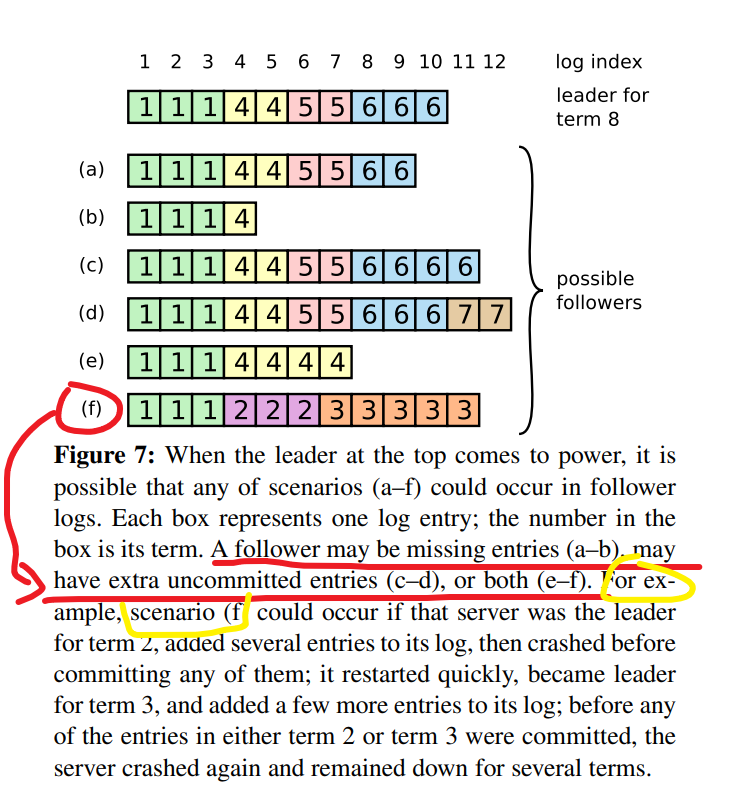 1 2 3 4 5 6 7 8 9 10 11 12 log index
1 1 1 4 4 5 5 6 6 6 leader for
term 8
(a) 1 1 1 4 4 5 5 6 6
(b) 1 1 1 4
(c) 1 1 1 4 4 5 5 6 6 6 6
possible
followers
(d) 1 1 1 4 4 5 5 6 6 6 7 7
(e) 1 1 1 4 4 4 4
(f) 1 1 1 2 2 2 3 3 3 3 3
Figure 7: When the leader at the top comes to power, it is
possible that any of scenarios (a–f) could occur in follower
logs. Each box represents one log entry; the number in the
box is its term. A follower may be missing entries (a–b), may
have extra uncommitted entries (c–d), or both (e–f). For ex-
ample, scenario (f) could occur if that server was the leader
for term 2, added several entries to its log, then crashed before
committing any of them; it restarted quickly, became leader
for term 3, and added a few more entries to its log; before any
of the entries in either term 2 or term 3 were committed, the
server crashed again and remained down for several terms.